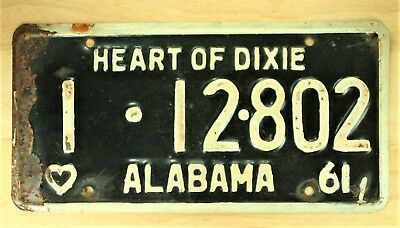 HEART OF DIXIE
1 · 12·802
♡ ALABAMA 61